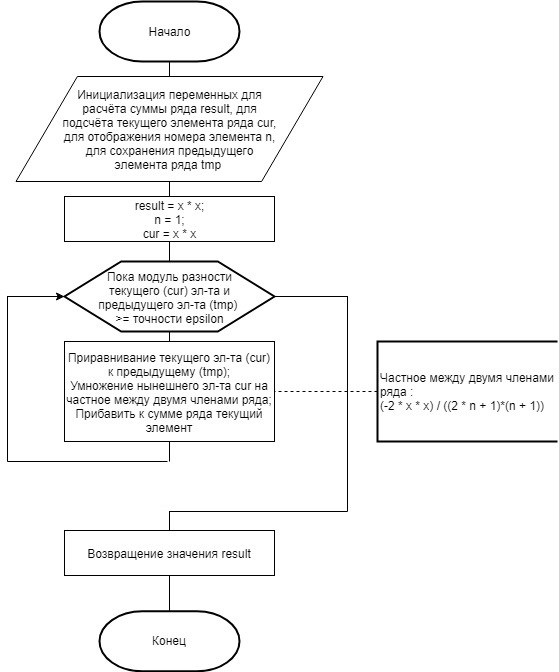 Начало
Инициализация переменных для
расчёта суммы ряда result, для
подсчёта текущего элемента ряда cur,
для отображения номера элемента n,
для сохранения предыдущего
элемента ряда tmp
result = x * x;
n = 1;
cur = x * x
Пока модуль разности
текущего (cur) эл-та и
предыдущего эл-та (tmp)
>= точности epsilon
Приравнивание текущего эл-та (cur)
к предыдущему (tmp);
Умножение нынешнего эл-та cur на
частное между двумя членами ряда;
Прибавить к сумме ряда текущий
элемент
Частное между двумя членами
ряда :
(-2 * x * x) / ((2 * n + 1)*(n + 1))
Возвращение значения result
Конец